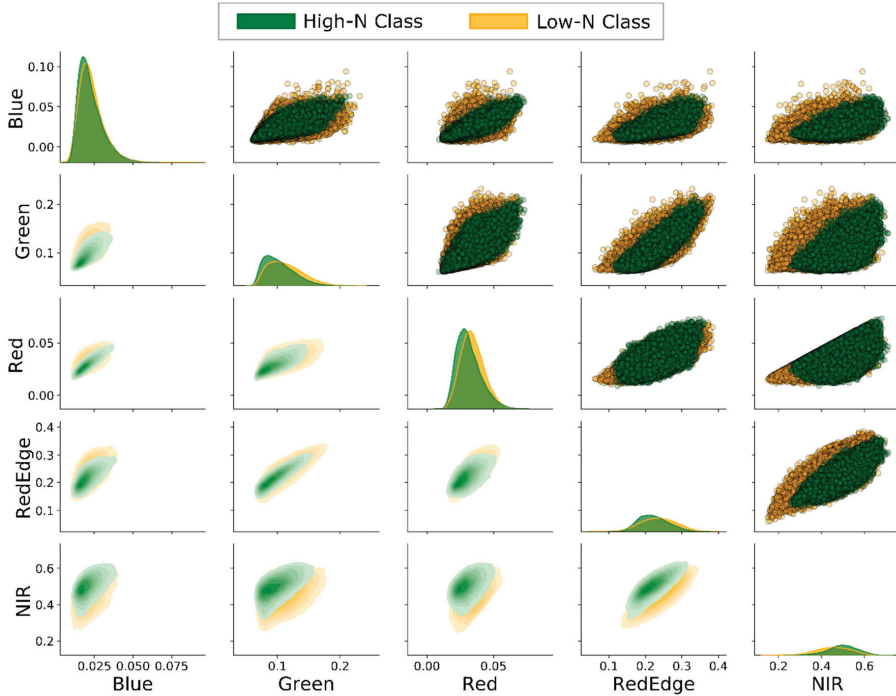 High-N Class Low-N Class
Blue
0.10
0.05
0.00
Green
0.2
0.1
Red
0.05
0.00
RedEdge
0.4
0.3
0.2
0.1
NIR
0.6
0.4
0.2
0.025 0.050 0.075 0.1 0.2 0.00 0.05 0.1 0.2 0.3 0.4 0.2 0.4 0.6
Blue Green Red RedEdge NIR